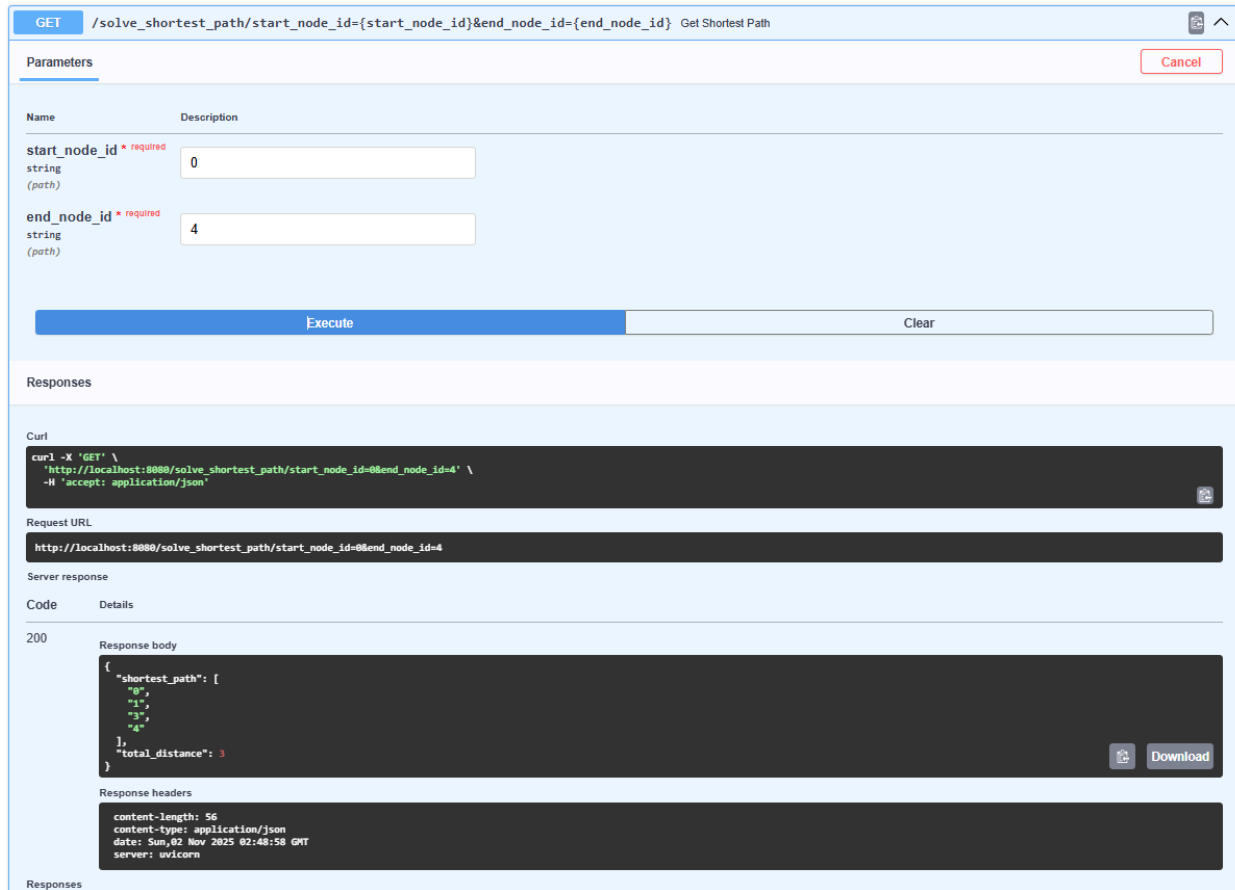 GET /solve_shortest_path/start_node_id={start_node_id}&end_node_id={end_node_id} Get Shortest Path
Parameters
Cancel
Name Description
start_node_id * required
string
(path)
0
end_node_id * required
string
(path)
4
Execute
Clear
Responses
Curl
curl -X 'GET' \
  'http://localhost:8080/solve_shortest_path/start_node_id=0&end_node_id=4' \
  -H 'accept: application/json'
Request URL
http://localhost:8080/solve_shortest_path/start_node_id=0&end_node_id=4
Server response
Code Details
200
Response body
{
  "shortest_path": [
    "0",
    "1",
    "3",
    "4"
  ],
  "total_distance": 3
}
Download
Response headers
content-length: 56
content-type: application/json
date: Sun,02 Nov 2025 02:48:58 GMT
server: uvicorn
Responses